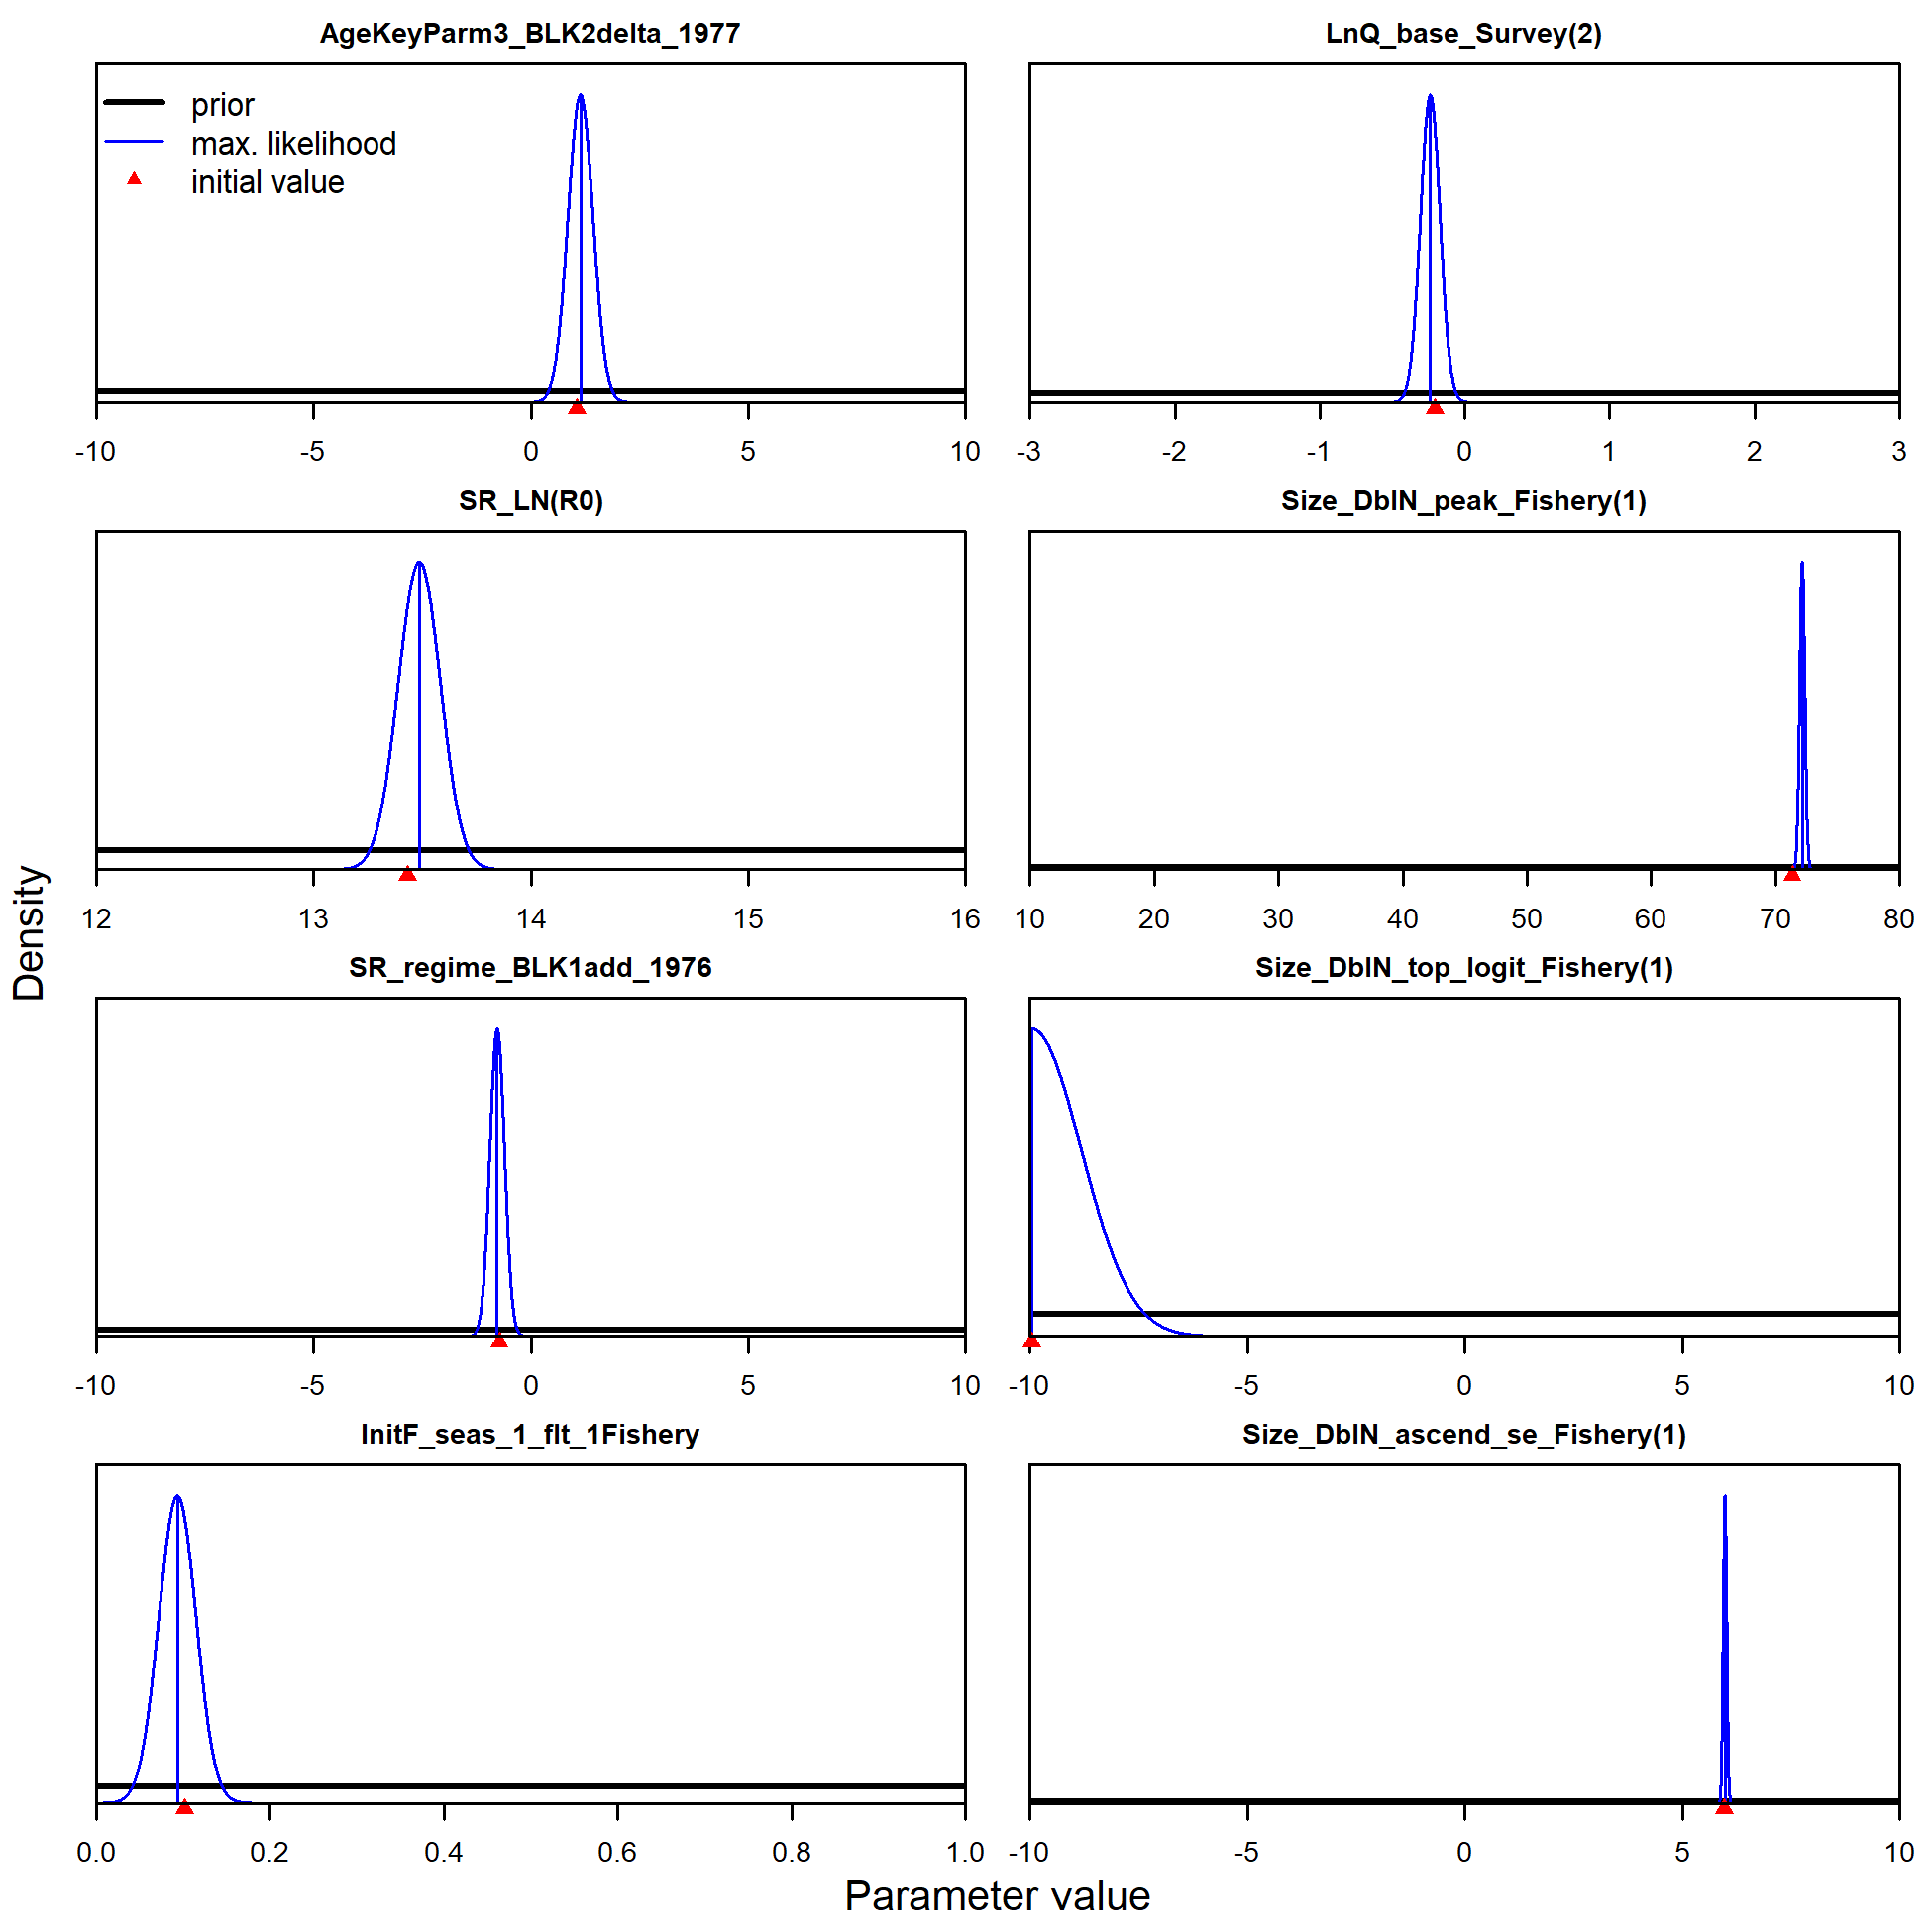 AgeKeyParm3_BLK2delta_1977
prior
max. likelihood
initial value
-10 -5 0 5 10
LnQ_base_Survey(2)
-3 -2 -1 0 1 2 3
SR_LN(R0)
12 13 14 15 16
Size_DblN_peak_Fishery(1)
10 20 30 40 50 60 70 80
SR_regime_BLK1add_1976
-10 -5 0 5 10
Size_DblN_top_logit_Fishery(1)
-10 -5 0 5 10
InitF_seas_1_flt_1Fishery
0.0 0.2 0.4 0.6 0.8 1.0
Size_DblN_ascend_se_Fishery(1)
-10 -5 0 5 10
Density
Parameter value